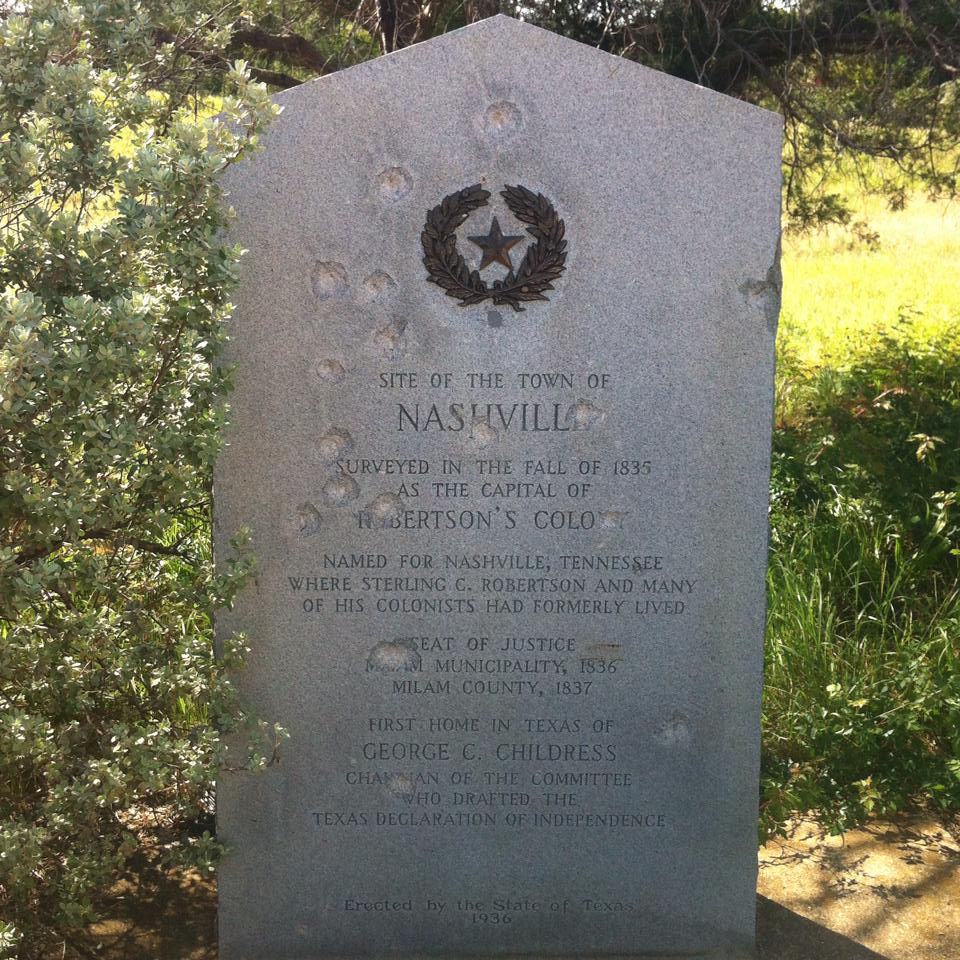 SITE OF THE TOWN OF
NASHVILLE
SURVEYED IN THE FALL OF 1835
AS THE CAPITAL OF
ROBERTSON'S COLONY
NAMED FOR NASHVILLE, TENNESSEE
WHERE STERLING C. ROBERTSON AND MANY
OF HIS COLONISTS HAD FORMERLY LIVED
SEAT OF JUSTICE
MILAM MUNICIPALITY, 1836
MILAM COUNTY, 1837
FIRST HOME IN TEXAS OF
GEORGE C. CHILDRESS
CHAIRMAN OF THE COMMITTEE
WHO DRAFTED THE
TEXAS DECLARATION OF INDEPENDENCE
Erected by the State of Texas
1936